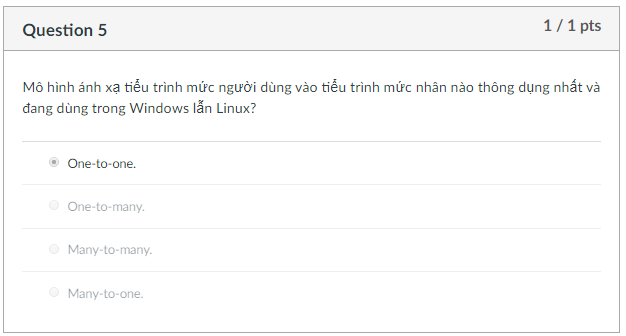 Question 5
1 / 1 pts
Mô hình ánh xạ tiểu trình mức người dùng vào tiểu trình mức nhân nào thông dụng nhất và
đang dùng trong Windows lẫn Linux?
One-to-one.
One-to-many.
Many-to-many.
Many-to-one.